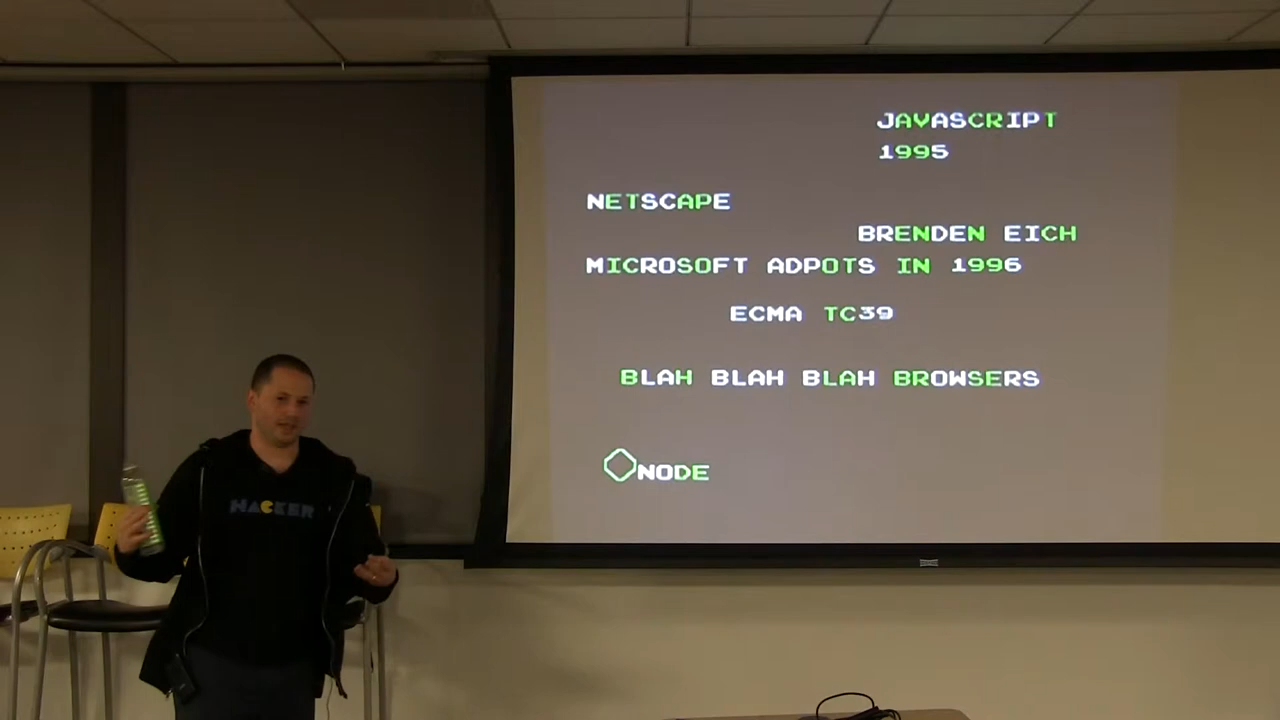 JAVASCRIPT
1995
NETSCAPE
BRENDEN EICH
MICROSOFT ADPOTS IN 1996
ECMA TC39
BLAH BLAH BLAH BROWSERS
NODE
HACKER